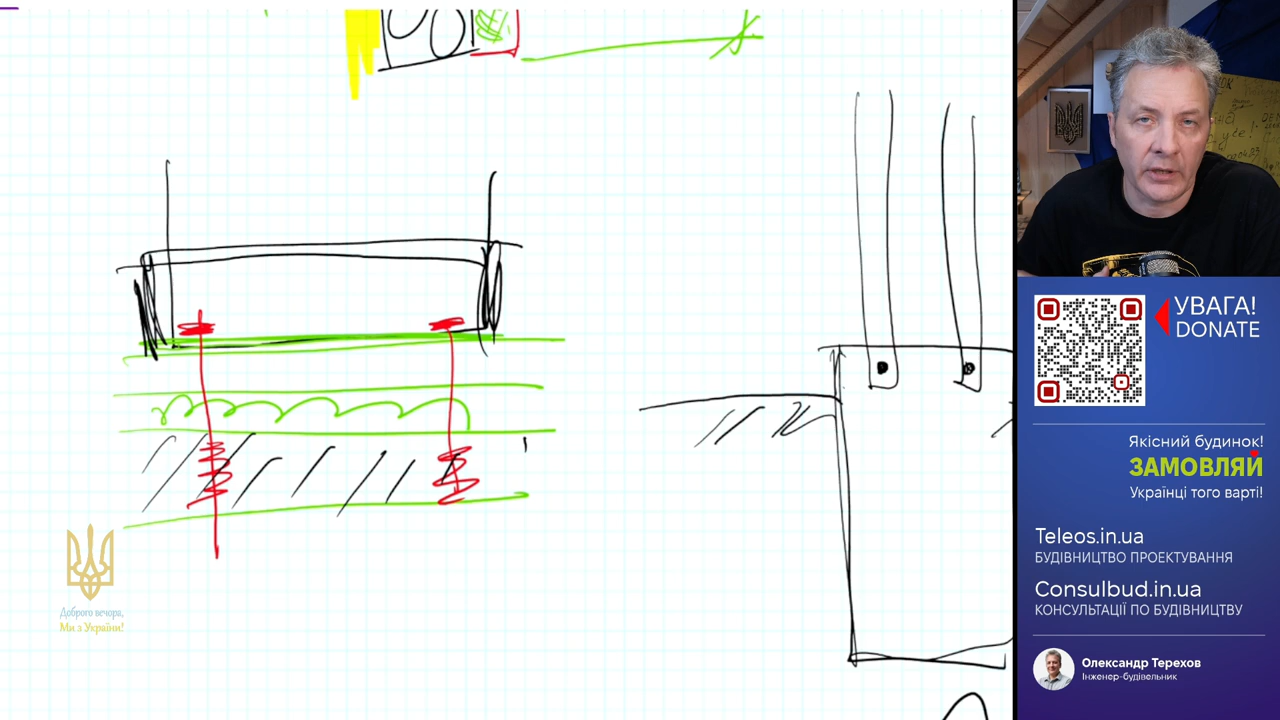 УВАГА!
DONATE
Якісний будинок!
ЗАМОВЛЯЙ
Українці того варті!
Teleos.in.ua
БУДІВНИЦТВО ПРОЕКТУВАННЯ
Consulbud.in.ua
КОНСУЛЬТАЦІЇ ПО БУДІВНИЦТВУ
Олександр Терехов
Інженер-будівельник
Доброго вечора,
Ми з України!